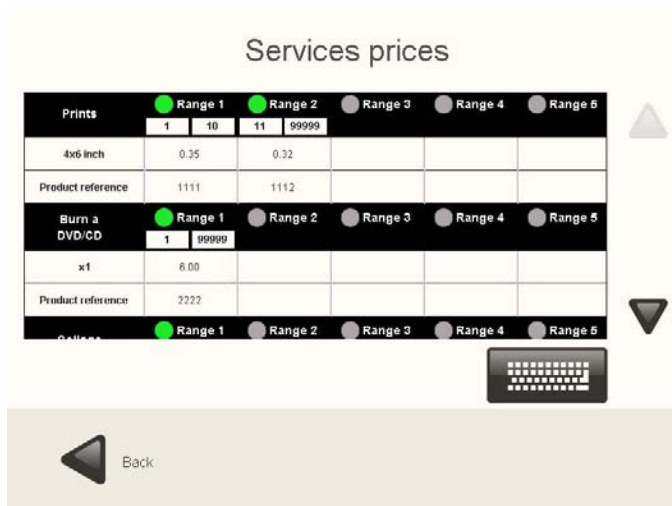 Services prices
Prints Range 1 Range 2 Range 3 Range 4 Range 5
1 10 11 99999
4x6 inch 0.35 0.32
Product reference 1111 1112
Burn a DVD/CD Range 1 Range 2 Range 3 Range 4 Range 5
1 99999
x1 6.00
Product reference 2222
Range 1 Range 2 Range 3 Range 4 Range 5
Back